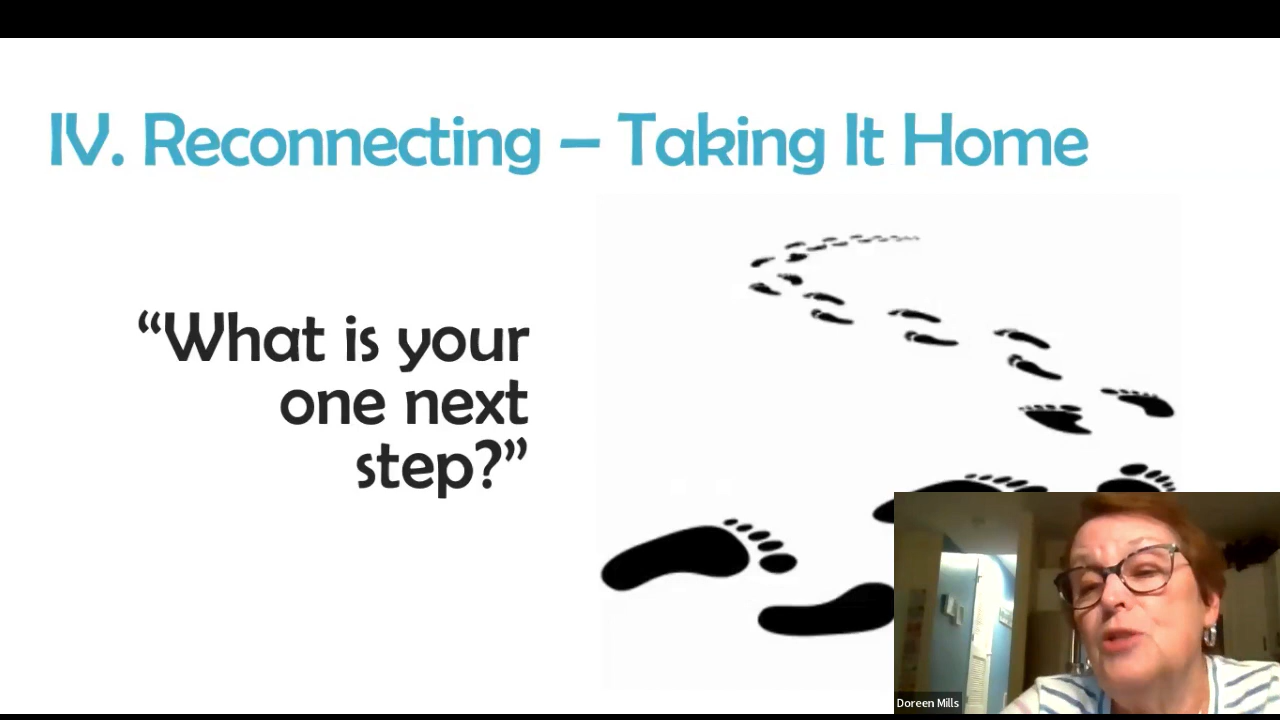 IV. Reconnecting – Taking It Home
“What is your
one next
step?”
Doreen Mills